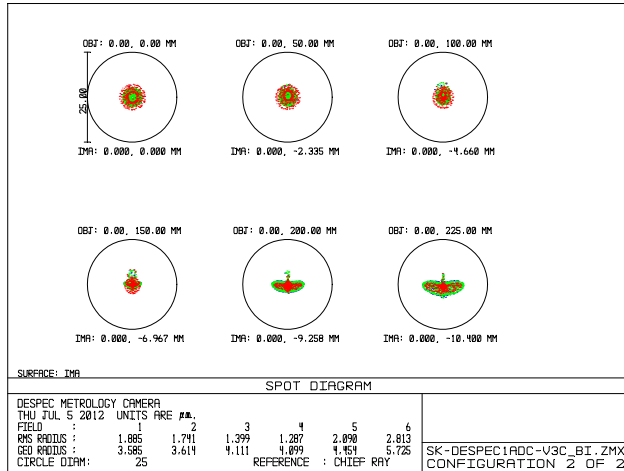 OBJ: 0.00, 0.00 MM
OBJ: 0.00, 50.00 MM
OBJ: 0.00, 100.00 MM
25.00
IMA: 0.000, 0.000 MM
IMA: 0.000, -2.335 MM
IMA: 0.000, -4.660 MM
OBJ: 0.00, 150.00 MM
OBJ: 0.00, 200.00 MM
OBJ: 0.00, 225.00 MM
IMA: 0.000, -6.967 MM
IMA: 0.000, -9.258 MM
IMA: 0.000, -10.400 MM
SURFACE: IMA
SPOT DIAGRAM
DESPEC METROLOGY CAMERA
THU JUL 5 2012 UNITS ARE µm.
FIELD : 1 2 3 4 5 6
RMS RADIUS : 1.885 1.741 1.399 1.287 2.090 2.813
GEO RADIUS : 3.585 3.614 4.111 4.099 4.454 5.725
CIRCLE DIAM: 25 REFERENCE : CHIEF RAY
SK-DESPEC1ADC-V3C_BI.ZMX
CONFIGURATION 2 OF 2